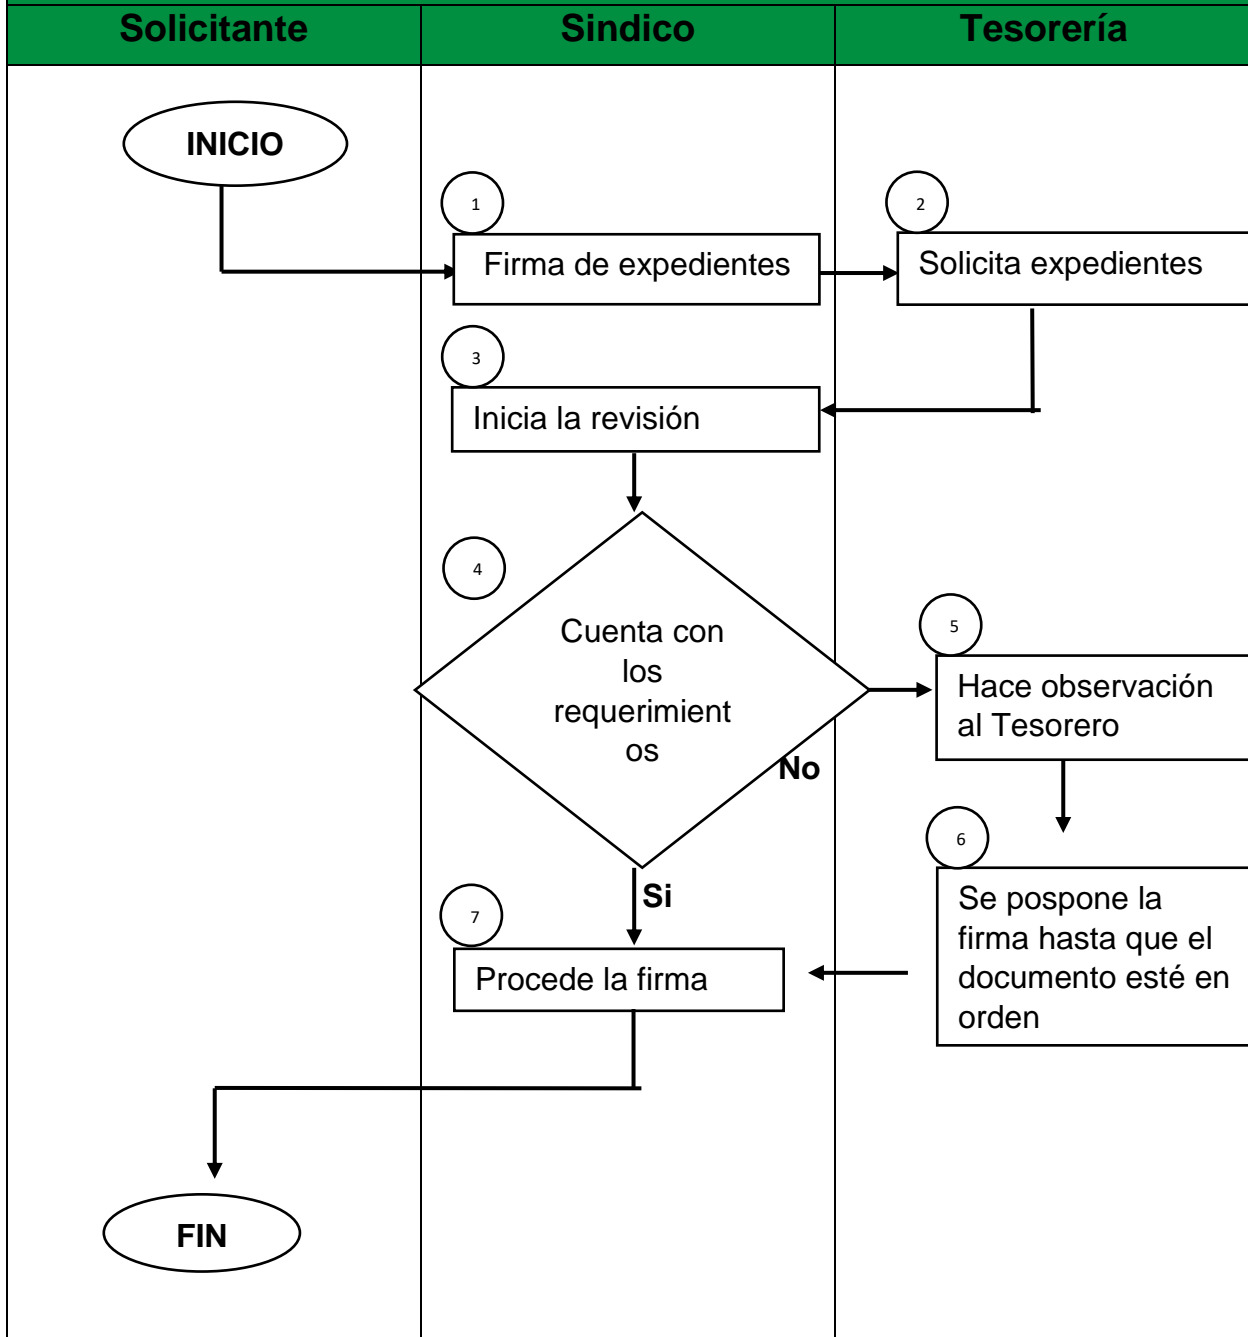 Solicitante
Sindico
Tesorería
INICIO
1
Firma de expedientes
2
Solicita expedientes
3
Inicia la revisión
4
Cuenta con
los
requerimient
os
No
5
Hace observación
al Tesorero
6
Se pospone la
firma hasta que el
documento esté en
orden
Si
7
Procede la firma
FIN